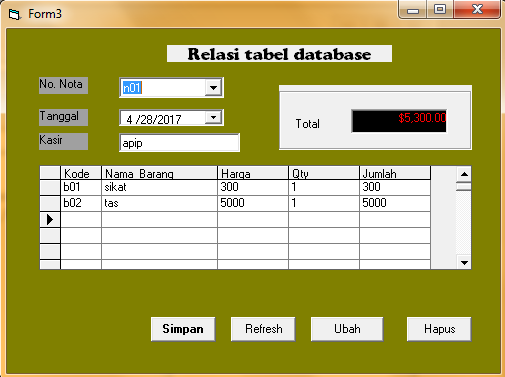 Form3
Relasi tabel database
No. Nota n01
Tanggal 4 /28/2017
Kasir apip
Total $5,300.00
Kode Nama_Barang Harga Qty Jumlah
b01 sikat 300 1 300
b02 tas 5000 1 5000
Simpan Refresh Ubah Hapus